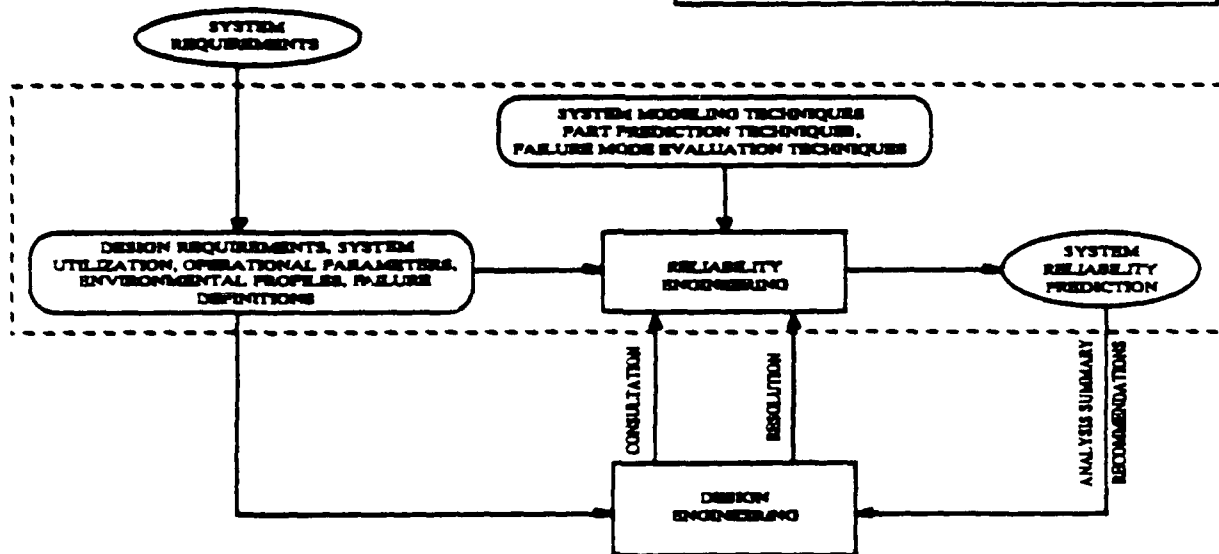 SYSTEM
REQUIREMENTS
SYSTEM MODELING TECHNIQUES
PART PREDICTION TECHNIQUES,
FAILURE MODE EVALUATION TECHNIQUES
DESIGN REQUIREMENTS, SYSTEM
UTILIZATION, OPERATIONAL PARAMETERS,
ENVIRONMENTAL PROFILES, FAILURE
DEFINITIONS
RELIABILITY
ENGINEERING
SYSTEM
RELIABILITY
PREDICTION
CONSULTATION
RESOLUTION
ANALYSIS SUMMARY
RECOMMENDATIONS
DESIGN
ENGINEERING